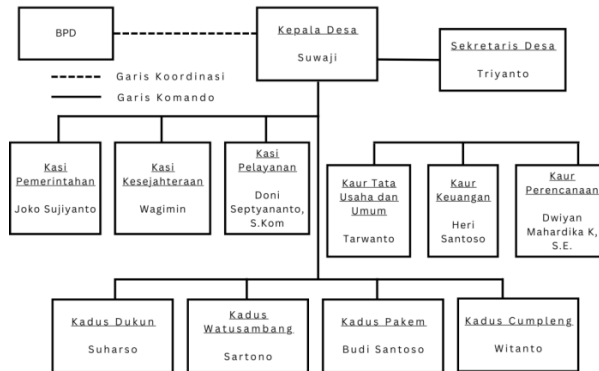 BPD
Kepala Desa
Suwaji
Sekretaris Desa
Triyanto
Garis Koordinasi
Garis Komando
Kasi
Pemerintahan
Joko Sujiyanto
Kasi
Kesejahteraan
Wagimin
Kasi
Pelayanan
Doni
Septyananto,
S.Kom
Kaur Tata
Usaha dan
Umum
Tarwanto
Kaur
Keuangan
Heri
Santoso
Kaur
Perencanaan
Dwiyan
Mahardika K,
S.E.
Kadus Dukun
Suharso
Kadus
Watusambang
Sartono
Kadus Pakem
Budi Santoso
Kadus Cumpleng
Witanto